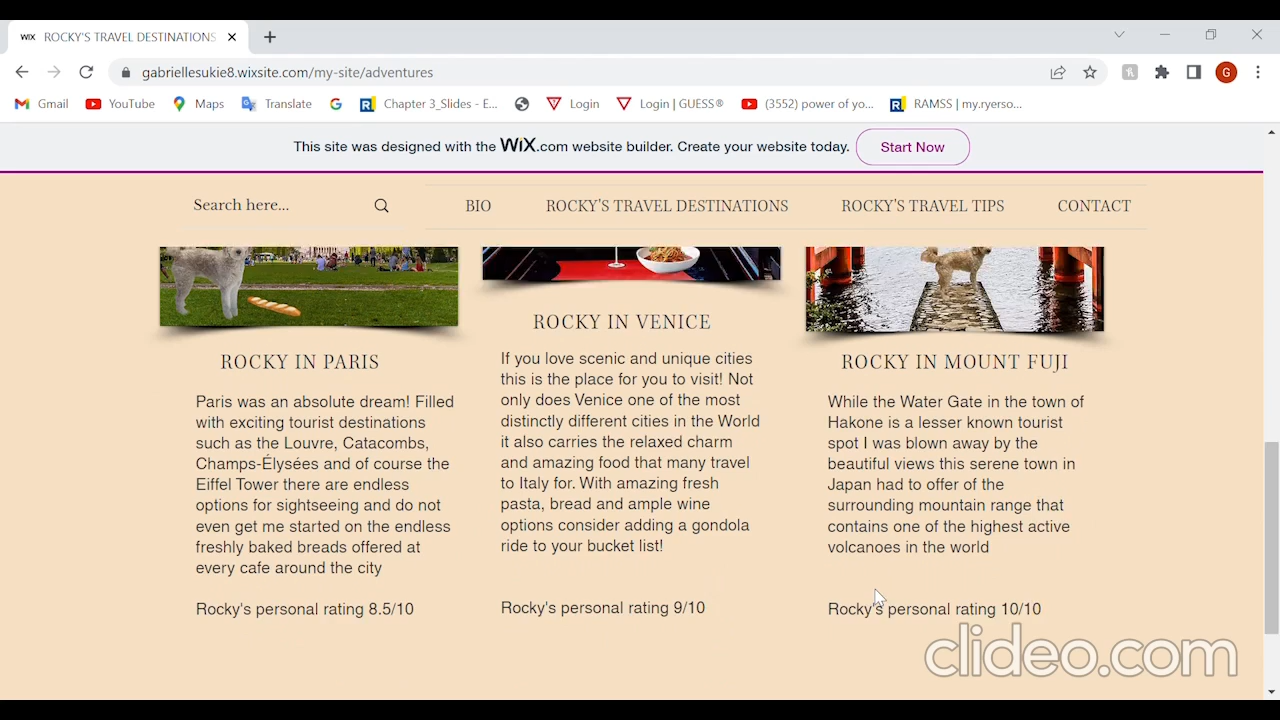 WiX ROCKY'S TRAVEL DESTINATIONS
gabriellesukie8.wixsite.com/my-site/adventures
G
Gmail YouTube Maps Translate Chapter 3_Slides - E... Login Login | GUESS® (3552) power of yo... RAMSS | my.ryerso...
This site was designed with the WiX.com website builder. Create your website today. Start Now
Search here... BIO ROCKY'S TRAVEL DESTINATIONS ROCKY'S TRAVEL TIPS CONTACT
ROCKY IN PARIS
Paris was an absolute dream! Filled
with exciting tourist destinations
such as the Louvre, Catacombs,
Champs-Élysées and of course the
Eiffel Tower there are endless
options for sightseeing and do not
even get me started on the endless
freshly baked breads offered at
every cafe around the city
Rocky's personal rating 8.5/10
ROCKY IN VENICE
If you love scenic and unique cities
this is the place for you to visit! Not
only does Venice one of the most
distinctly different cities in the World
it also carries the relaxed charm
and amazing food that many travel
to Italy for. With amazing fresh
pasta, bread and ample wine
options consider adding a gondola
ride to your bucket list!
Rocky's personal rating 9/10
ROCKY IN MOUNT FUJI
While the Water Gate in the town of
Hakone is a lesser known tourist
spot I was blown away by the
beautiful views this serene town in
Japan had to offer of the
surrounding mountain range that
contains one of the highest active
volcanoes in the world
Rocky's personal rating 10/10
clideo.com